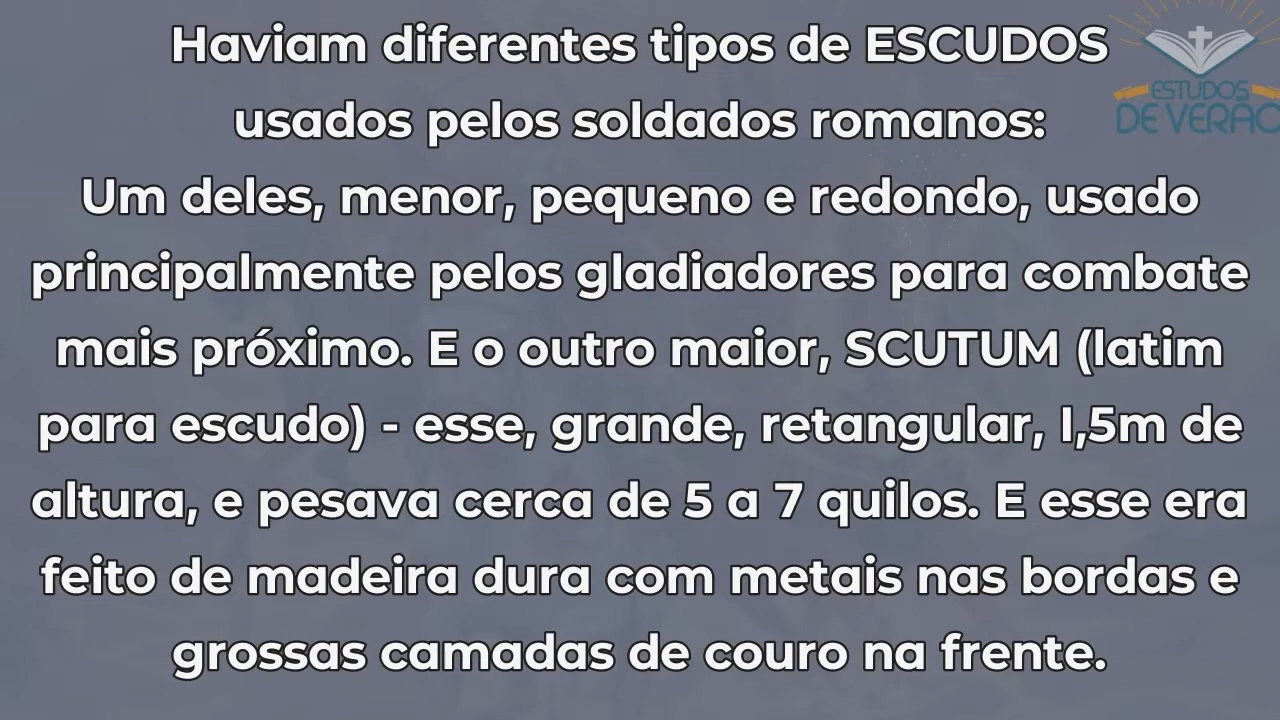 Haviam diferentes tipos de ESCUDOS
usados pelos soldados romanos:
Um deles, menor, pequeno e redondo, usado
principalmente pelos gladiadores para combate
mais próximo. E o outro maior, SCUTUM (latim
para escudo) - esse, grande, retangular, 1,5m de
altura, e pesava cerca de 5 a 7 quilos. E esse era
feito de madeira dura com metais nas bordas e
grossas camadas de couro na frente.
ESTUDOS
DE VERÃO